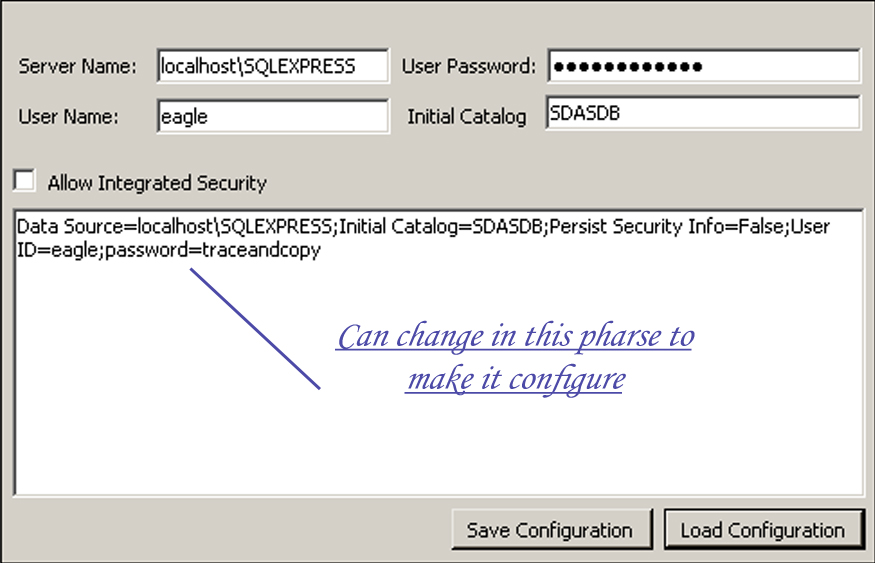 Server Name: localhost\SQLEXPRESS User Password: ●●●●●●●●●●●●
User Name: eagle Initial Catalog SDASDB
Allow Integrated Security
Data Source=localhost\SQLEXPRESS;Initial Catalog=SDASDB;Persist Security Info=False;User
ID=eagle;password=traceandcopy
Can change in this pharse to
make it configure
Save Configuration Load Configuration